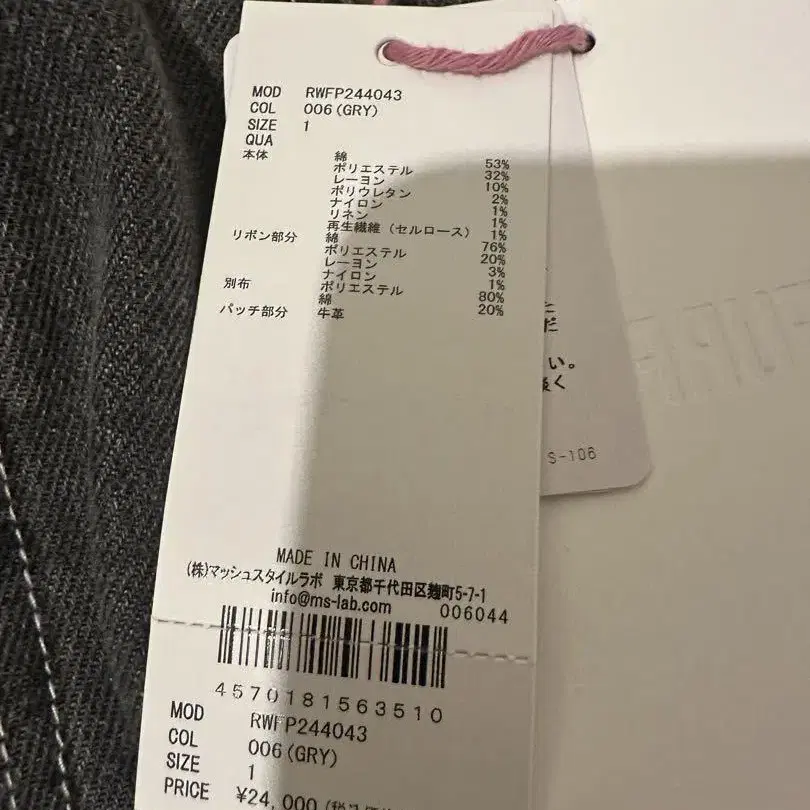 MOD RWFP244043
COL 006(GRY)
SIZE 1
QUA
本体 綿 53%
ポリエステル 32%
レーヨン 10%
ポリウレタン 2%
ナイロン 1%
リネン 1%
再生繊維(セルロース) 1%
リボン部分 綿 76%
ポリエステル 20%
レーヨン 3%
ナイロン 1%
別布 ポリエステル 80%
綿 20%
パッチ部分 牛革
い。
S-106
MADE IN CHINA
(株)マッシュスタイルラボ 東京都千代田区麹町5-7-1
info@ms-lab.com 006044
4570181563510
MOD RWFP244043
COL 006(GRY)
SIZE 1
PRICE ¥24,000(税込価